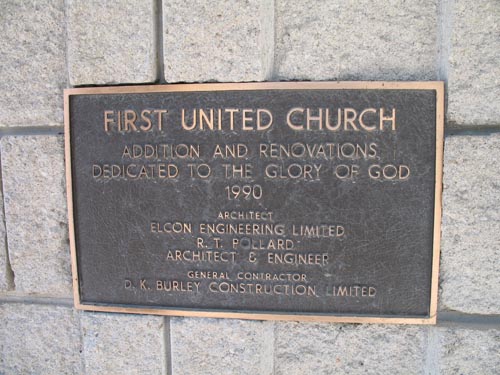 FIRST UNITED CHURCH
ADDITION AND RENOVATIONS
DEDICATED TO THE GLORY OF GOD
1990
ARCHITECT
ELCON ENGINEERING LIMITED
R. T. POLLARD
ARCHITECT & ENGINEER
GENERAL CONTRACTOR
D. K. BURLEY CONSTRUCTION LIMITED